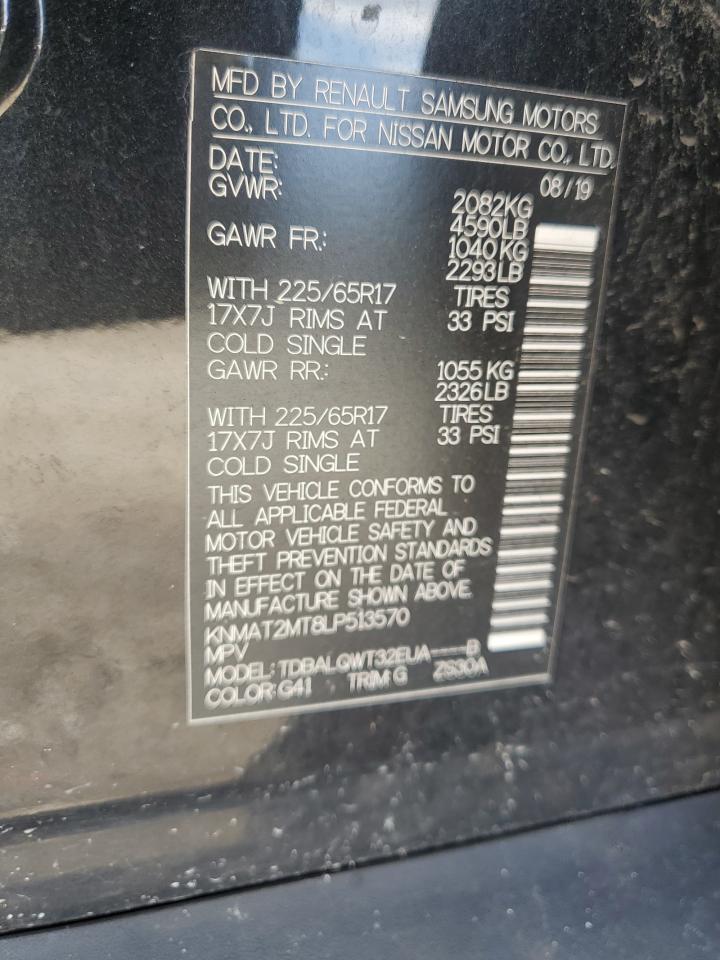 MFD BY RENAULT SAMSUNG MOTORS
CO., LTD. FOR NISSAN MOTOR CO., LTD.
DATE: 08/19
GVWR: 2082KG
4590LB
GAWR FR.: 1040KG
2293LB
WITH 225/65R17 TIRES
17X7J RIMS AT 33 PSI
COLD SINGLE
GAWR RR.: 1055KG
2326LB
WITH 225/65R17 TIRES
17X7J RIMS AT 33 PSI
COLD SINGLE
THIS VEHICLE CONFORMS TO
ALL APPLICABLE FEDERAL
MOTOR VEHICLE SAFETY AND
THEFT PREVENTION STANDARDS
IN EFFECT ON THE DATE OF
MANUFACTURE SHOWN ABOVE.
KNMAT2MT8LP513570
MPV
MODEL: TDBALQWT32EUA----B
COLOR:G41 TRIM:G ZS30A